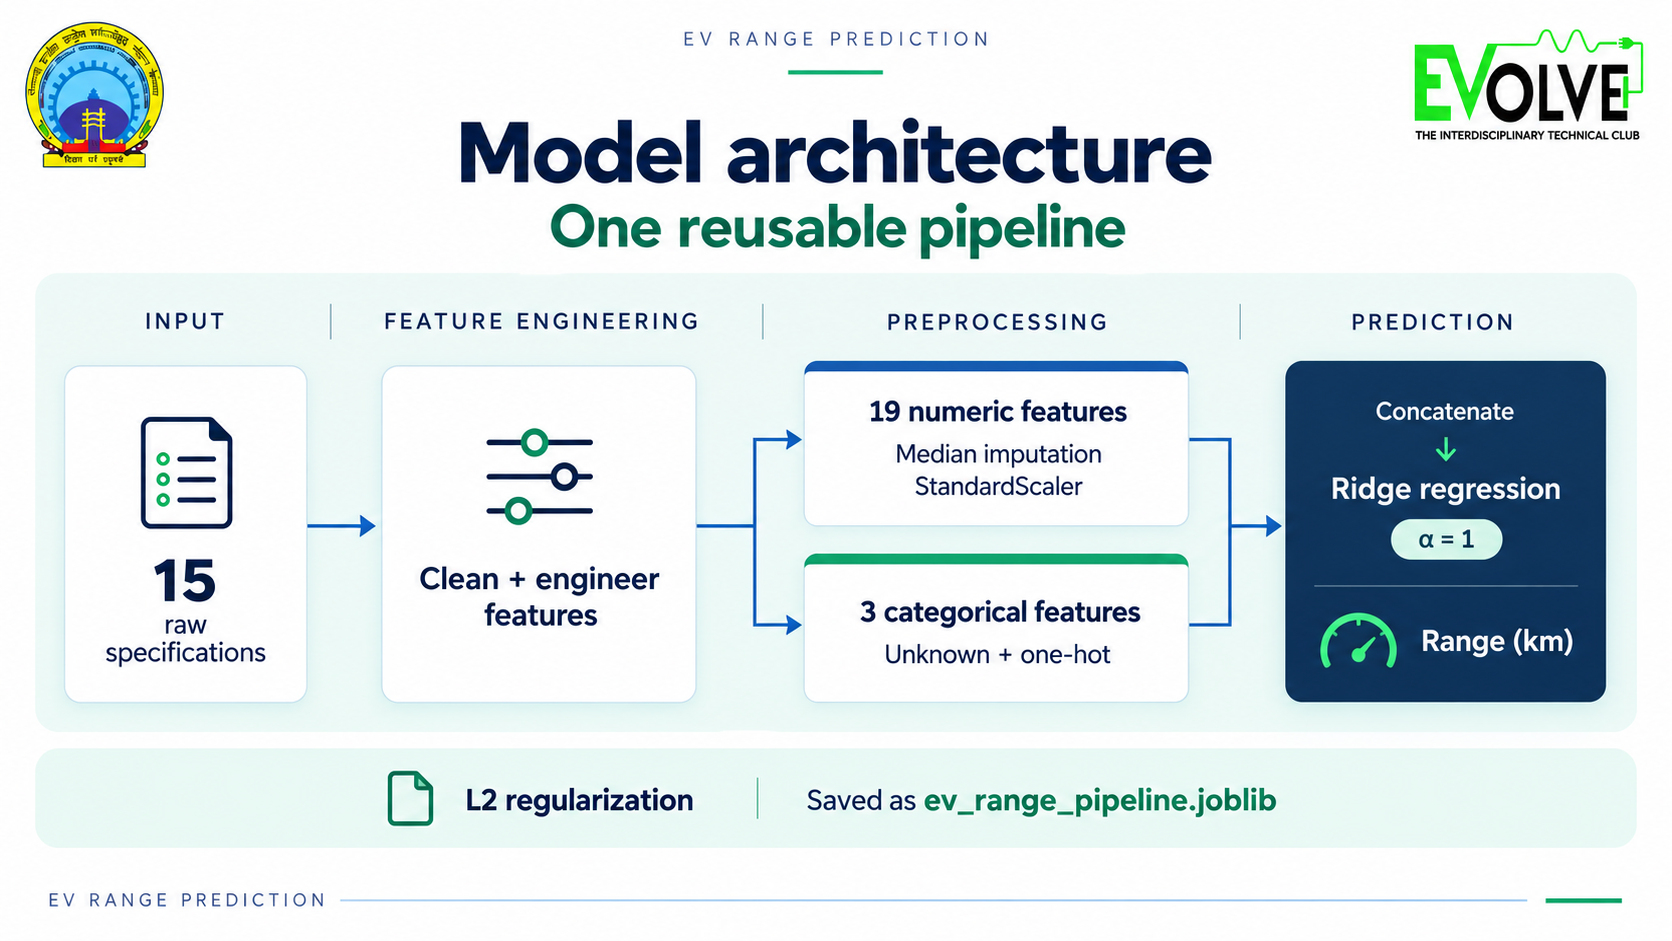 EV RANGE PREDICTION
EVOLVE
THE INTERDISCIPLINARY TECHNICAL CLUB
Model architecture
One reusable pipeline
INPUT
FEATURE ENGINEERING
PREPROCESSING
PREDICTION
15
raw
specifications
Clean + engineer
features
19 numeric features
Median imputation
StandardScaler
3 categorical features
Unknown + one-hot
Concatenate
Ridge regression
α = 1
Range (km)
L2 regularization
Saved as ev_range_pipeline.joblib
EV RANGE PREDICTION